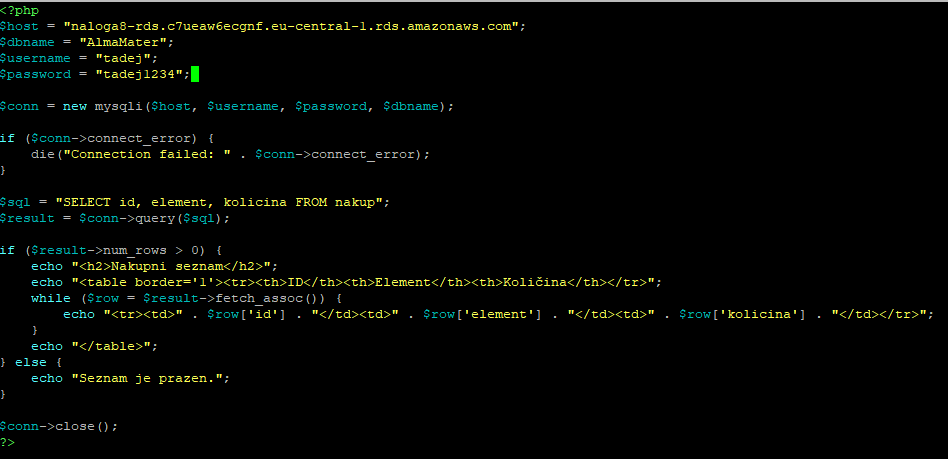 <?php
$host = "naloga8-rds.c7ueaw6ecgnf.eu-central-1.rds.amazonaws.com";
$dbname = "AlmaMater";
$username = "tadej";
$password = "tadej1234";
$conn = new mysqli($host, $username, $password, $dbname);
if ($conn->connect_error) {
    die("Connection failed: " . $conn->connect_error);
}
$sql = "SELECT id, element, kolicina FROM nakup";
$result = $conn->query($sql);
if ($result->num_rows > 0) {
    echo "<h2>Nakupni seznam</h2>";
    echo "<table border='1'><tr><th>ID</th><th>Element</th><th>Količina</th></tr>";
    while ($row = $result->fetch_assoc()) {
        echo "<tr><td>" . $row['id'] . "</td><td>" . $row['element'] . "</td><td>" . $row['kolicina'] . "</td></tr>";
    }
    echo "</table>";
} else {
    echo "Seznam je prazen.";
}
$conn->close();
?>